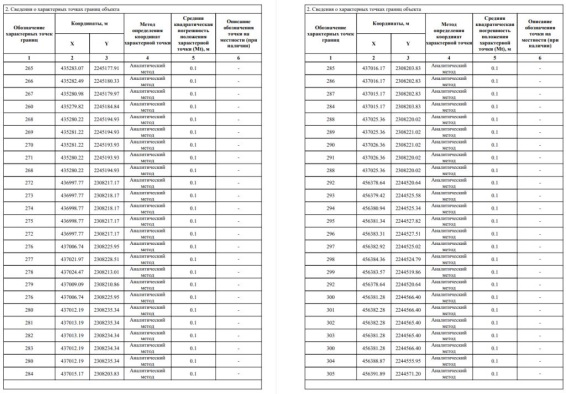 2. Сведения о характерных точках границ объекта
Обозначение характерных точек границ | Координаты, м | Метод определения координат характерной точки | Средняя квадратическая погрешность положения характерной точки (Mt), м | Описание обозначения точки на местности (при наличии)
X | Y
1 | 2 | 3 | 4 | 5 | 6
265 | 435283.07 | 2245177.91 | Аналитический метод | 0.1 | -
266 | 435282.49 | 2245180.33 | Аналитический метод | 0.1 | -
267 | 435280.98 | 2245179.97 | Аналитический метод | 0.1 | -
260 | 435279.82 | 2245184.84 | Аналитический метод | 0.1 | -
268 | 435280.22 | 2245194.93 | Аналитический метод | 0.1 | -
269 | 435281.22 | 2245194.93 | Аналитический метод | 0.1 | -
270 | 435281.22 | 2245193.93 | Аналитический метод | 0.1 | -
271 | 435280.22 | 2245193.93 | Аналитический метод | 0.1 | -
268 | 435280.22 | 2245194.93 | Аналитический метод | 0.1 | -
272 | 436997.77 | 2308217.17 | Аналитический метод | 0.1 | -
273 | 436997.77 | 2308218.17 | Аналитический метод | 0.1 | -
274 | 436998.77 | 2308218.17 | Аналитический метод | 0.1 | -
275 | 436998.77 | 2308217.17 | Аналитический метод | 0.1 | -
272 | 436997.77 | 2308217.17 | Аналитический метод | 0.1 | -
276 | 437006.74 | 2308225.95 | Аналитический метод | 0.1 | -
277 | 437021.97 | 2308228.51 | Аналитический метод | 0.1 | -
278 | 437024.47 | 2308213.01 | Аналитический метод | 0.1 | -
279 | 437009.09 | 2308210.86 | Аналитический метод | 0.1 | -
276 | 437006.74 | 2308225.95 | Аналитический метод | 0.1 | -
280 | 437012.19 | 2308235.34 | Аналитический метод | 0.1 | -
281 | 437013.19 | 2308235.34 | Аналитический метод | 0.1 | -
282 | 437013.19 | 2308234.34 | Аналитический метод | 0.1 | -
283 | 437012.19 | 2308234.34 | Аналитический метод | 0.1 | -
280 | 437012.19 | 2308235.34 | Аналитический метод | 0.1 | -
284 | 437015.17 | 2308203.83 | Аналитический метод | 0.1 | -
2. Сведения о характерных точках границ объекта
Обозначение характерных точек границ | Координаты, м | Метод определения координат характерной точки | Средняя квадратическая погрешность положения характерной точки (Mt), м | Описание обозначения точки на местности (при наличии)
X | Y
1 | 2 | 3 | 4 | 5 | 6
285 | 437016.17 | 2308203.83 | Аналитический метод | 0.1 | -
286 | 437016.17 | 2308202.83 | Аналитический метод | 0.1 | -
287 | 437015.17 | 2308202.83 | Аналитический метод | 0.1 | -
284 | 437015.17 | 2308203.83 | Аналитический метод | 0.1 | -
288 | 437025.36 | 2308220.02 | Аналитический метод | 0.1 | -
289 | 437025.36 | 2308221.02 | Аналитический метод | 0.1 | -
290 | 437026.36 | 2308221.02 | Аналитический метод | 0.1 | -
291 | 437026.36 | 2308220.02 | Аналитический метод | 0.1 | -
288 | 437025.36 | 2308220.02 | Аналитический метод | 0.1 | -
292 | 456378.64 | 2244520.64 | Аналитический метод | 0.1 | -
293 | 456379.42 | 2244523.58 | Аналитический метод | 0.1 | -
294 | 456380.94 | 2244525.34 | Аналитический метод | 0.1 | -
295 | 456381.34 | 2244527.82 | Аналитический метод | 0.1 | -
296 | 456383.31 | 2244527.51 | Аналитический метод | 0.1 | -
297 | 456382.92 | 2244525.02 | Аналитический метод | 0.1 | -
298 | 456384.36 | 2244524.79 | Аналитический метод | 0.1 | -
299 | 456383.57 | 2244519.86 | Аналитический метод | 0.1 | -
292 | 456378.64 | 2244520.64 | Аналитический метод | 0.1 | -
300 | 456381.28 | 2244566.40 | Аналитический метод | 0.1 | -
301 | 456382.28 | 2244566.40 | Аналитический метод | 0.1 | -
302 | 456382.28 | 2244565.40 | Аналитический метод | 0.1 | -
303 | 456381.28 | 2244565.40 | Аналитический метод | 0.1 | -
300 | 456381.28 | 2244566.40 | Аналитический метод | 0.1 | -
304 | 456388.87 | 2244555.95 | Аналитический метод | 0.1 | -
305 | 456391.89 | 2244571.20 | Аналитический метод | 0.1 | -